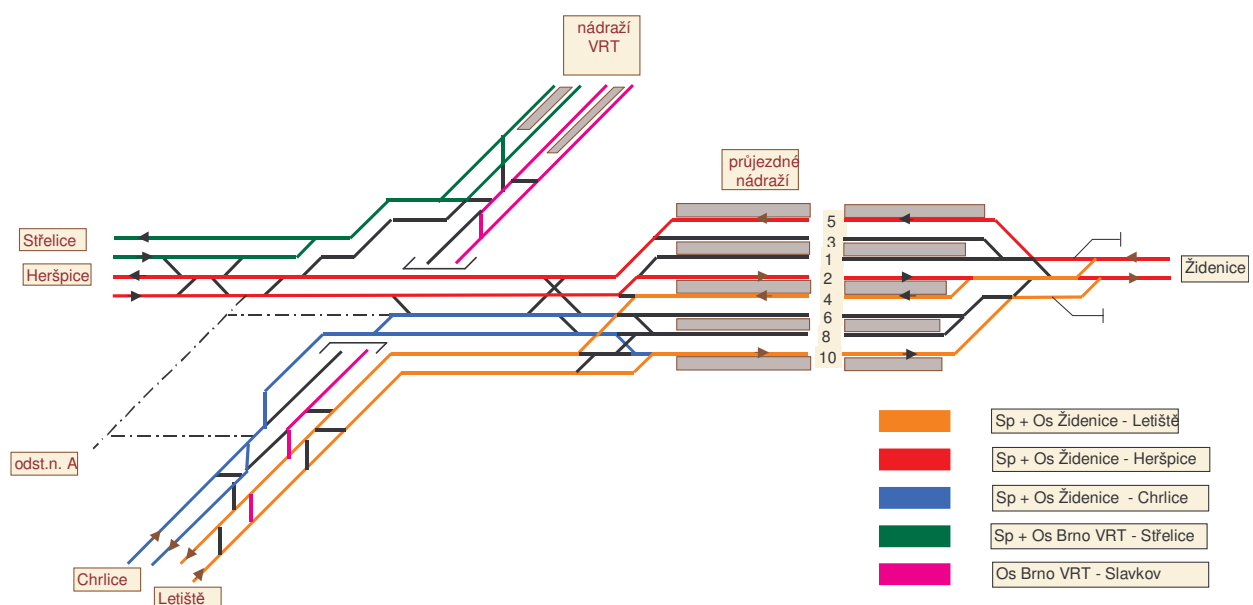 nádraží
VRT
průjezdné
nádraží
Střelice
Heršpice
5
3
1
2
4
6
8
10
Židenice
odst.n. A
Chrlice
Letiště
Sp + Os Židenice - Letiště
Sp + Os Židenice - Heršpice
Sp + Os Židenice - Chrlice
Sp + Os Brno VRT - Střelice
Os Brno VRT - Slavkov